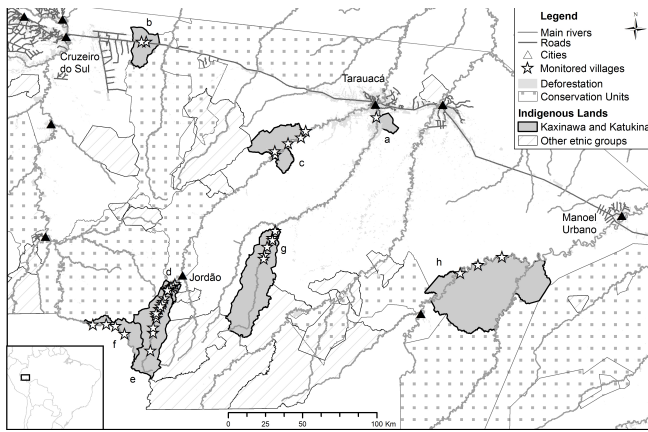 b
Cruzeiro
do Sul
Tarauacá
a
c
Manoel
Urbano
g
h
d
Jordão
f
e
Legend
N
Main rivers
Roads
Cities
Monitored villages
Deforestation
Conservation Units
Indigenous Lands
Kaxinawa and Katukina
Other etnic groups
0 25 50 100 Km